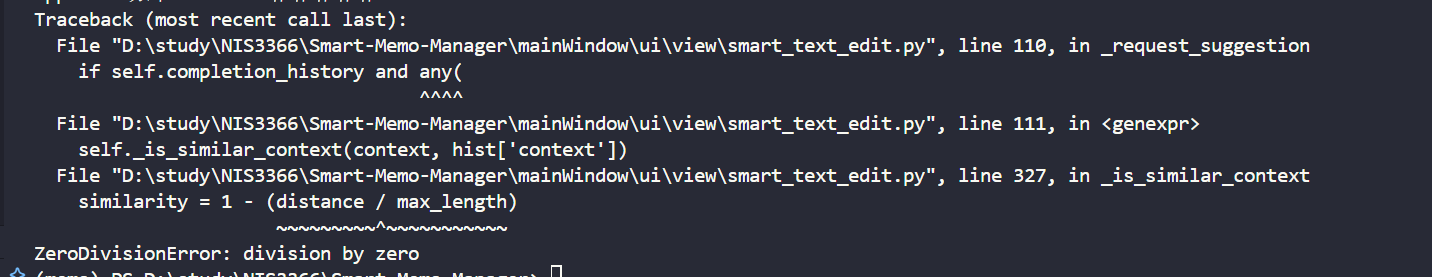 Traceback (most recent call last):
  File "D:\study\NIS3366\Smart-Memo-Manager\mainWindow\ui\view\smart_text_edit.py", line 110, in _request_suggestion
    if self.completion_history and any(
                                   ^^^^
  File "D:\study\NIS3366\Smart-Memo-Manager\mainWindow\ui\view\smart_text_edit.py", line 111, in <genexpr>
    self._is_similar_context(context, hist['context'])
  File "D:\study\NIS3366\Smart-Memo-Manager\mainWindow\ui\view\smart_text_edit.py", line 327, in _is_similar_context
    similarity = 1 - (distance / max_length)
                      ~~~~~~~~~^~~~~~~~~~~~
ZeroDivisionError: division by zero
(memo) PS D:\study\NIS3366\Smart-Memo-Manager>